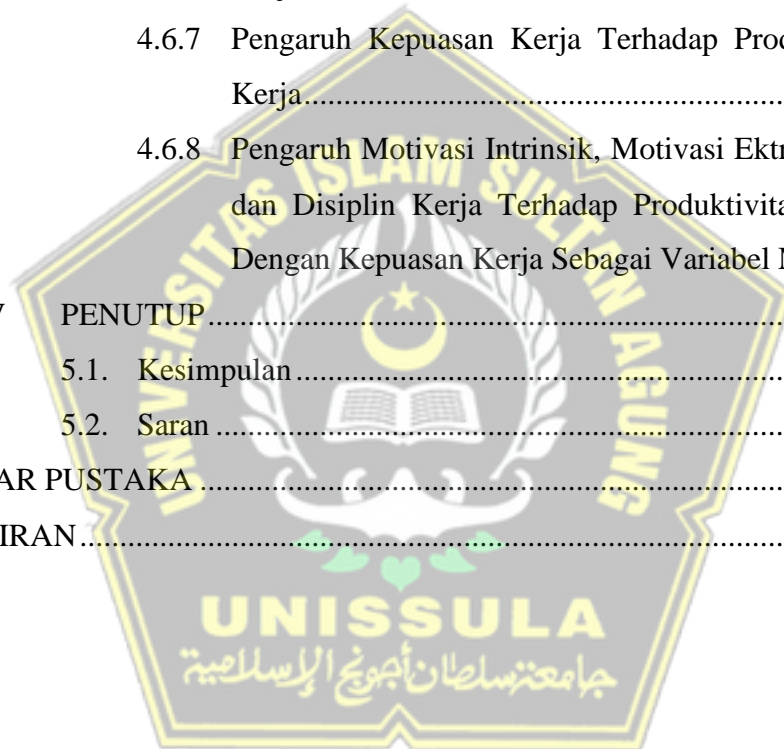 4.6.7 Pengaruh Kepuasan Kerja Terhadap Prod
Kerja
4.6.8 Pengaruh Motivasi Intrinsik, Motivasi Ektr
dan Disiplin Kerja Terhadap Produktivita
Dengan Kepuasan Kerja Sebagai Variabel
PENUTUP
5.1. Kesimpulan
5.2. Saran
AR PUSTAKA
IRAN
UNIVERSITAS ISLAM SULTAN AGUNG
UNISSULA
جامعة سلطان أجونج الإسلامية